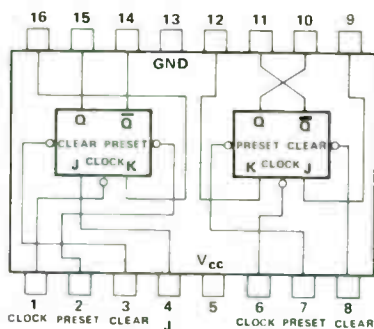 16 15 14 13 12 11 10 9
GND
Q Q̅ Q Q̅
CLEAR PRESET PRESET CLEAR
J CLOCK K K CLOCK J
Vcc
1 2 3 4 5 6 7 8
CLOCK PRESET CLEAR J CLOCK PRESET CLEAR